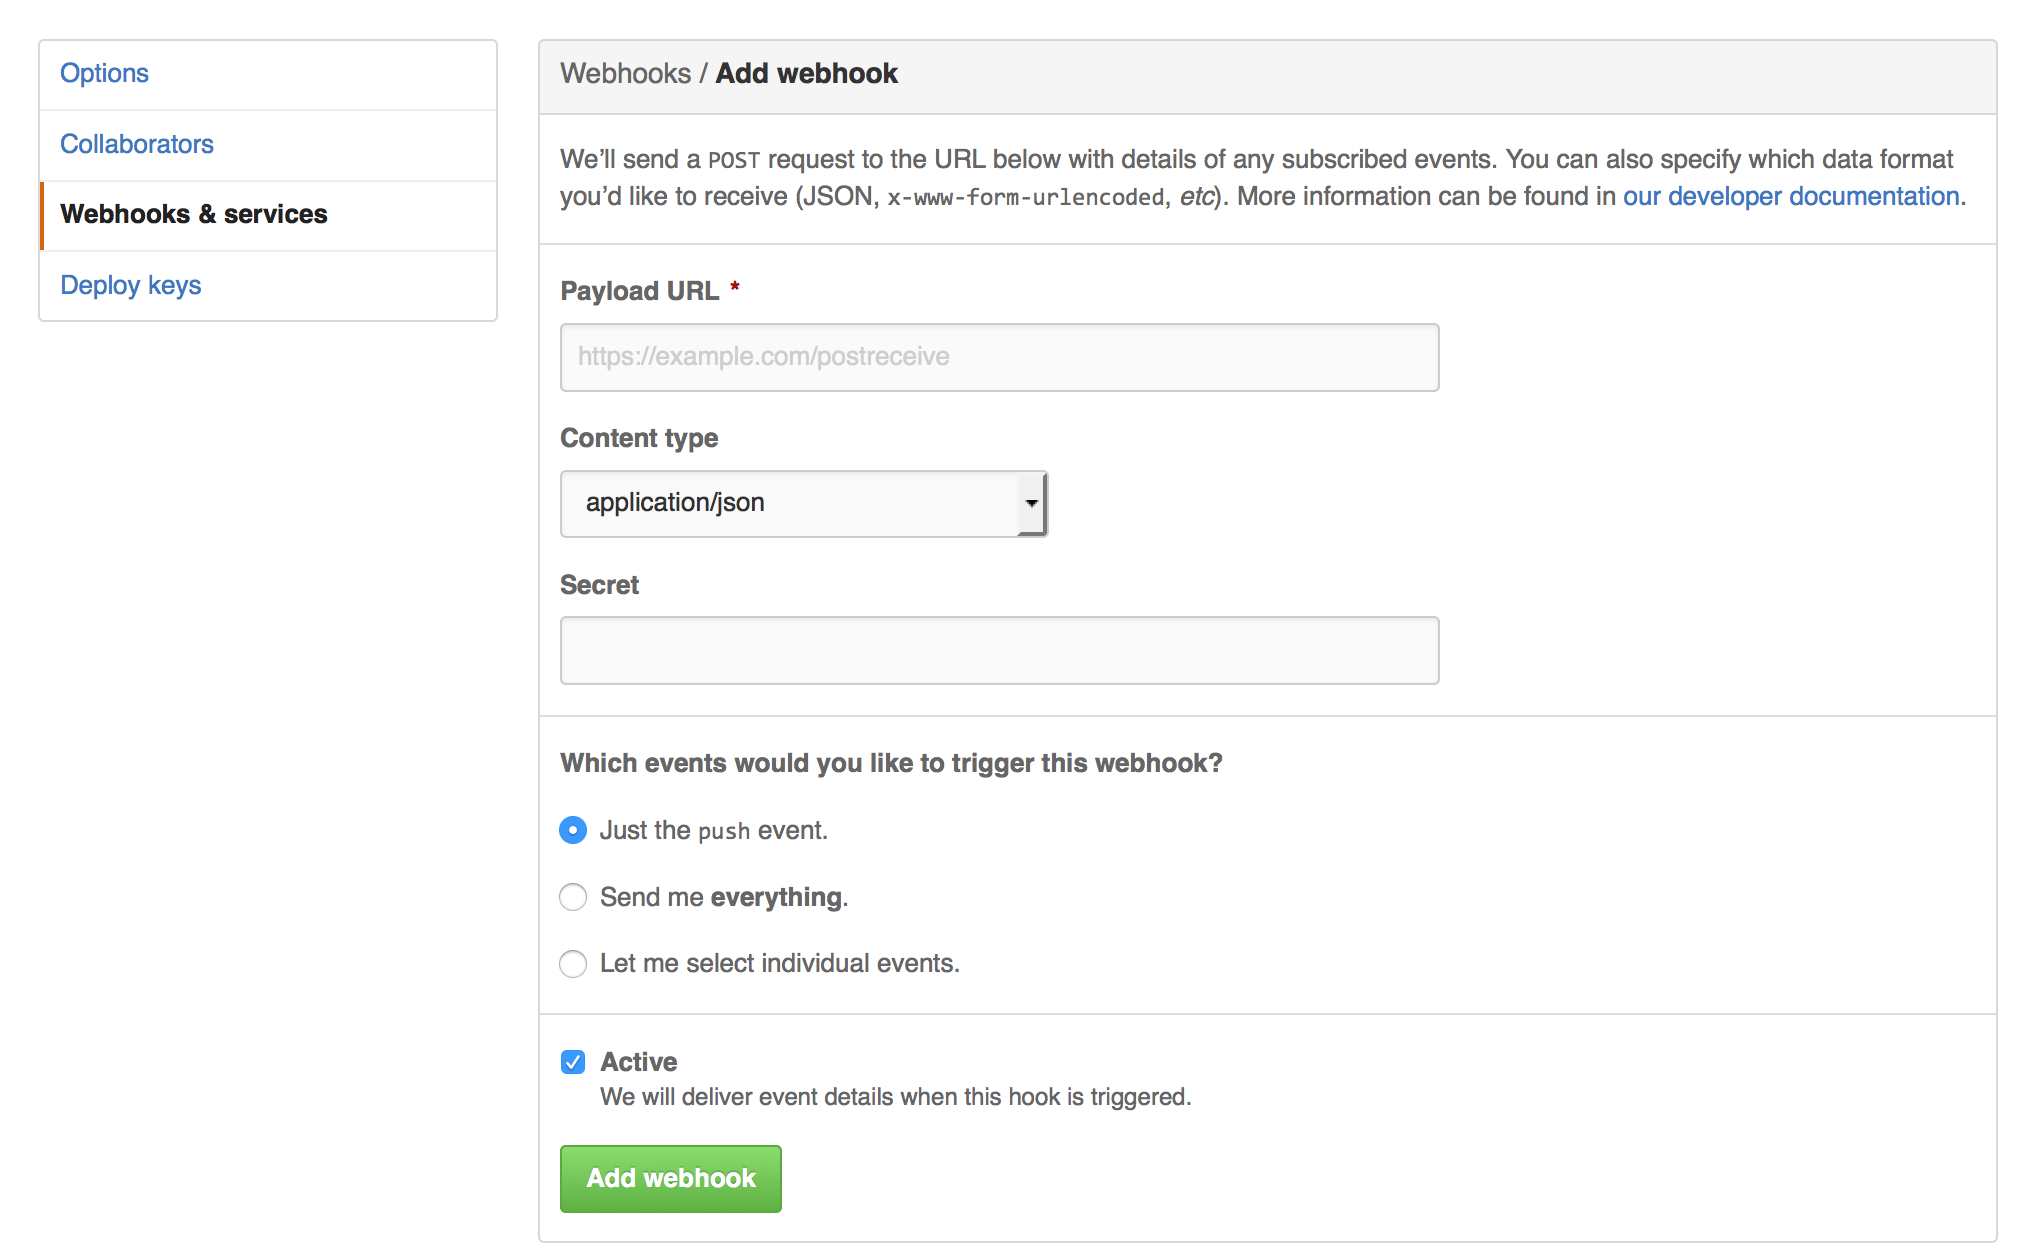 Options
Collaborators
Webhooks & services
Deploy keys
Webhooks / Add webhook
We’ll send a POST request to the URL below with details of any subscribed events. You can also specify which data format
you’d like to receive (JSON, x-www-form-urlencoded, etc). More information can be found in our developer documentation.
Payload URL *
https://example.com/postreceive
Content type
application/json
Secret
Which events would you like to trigger this webhook?
Just the push event.
Send me everything.
Let me select individual events.
Active
We will deliver event details when this hook is triggered.
Add webhook